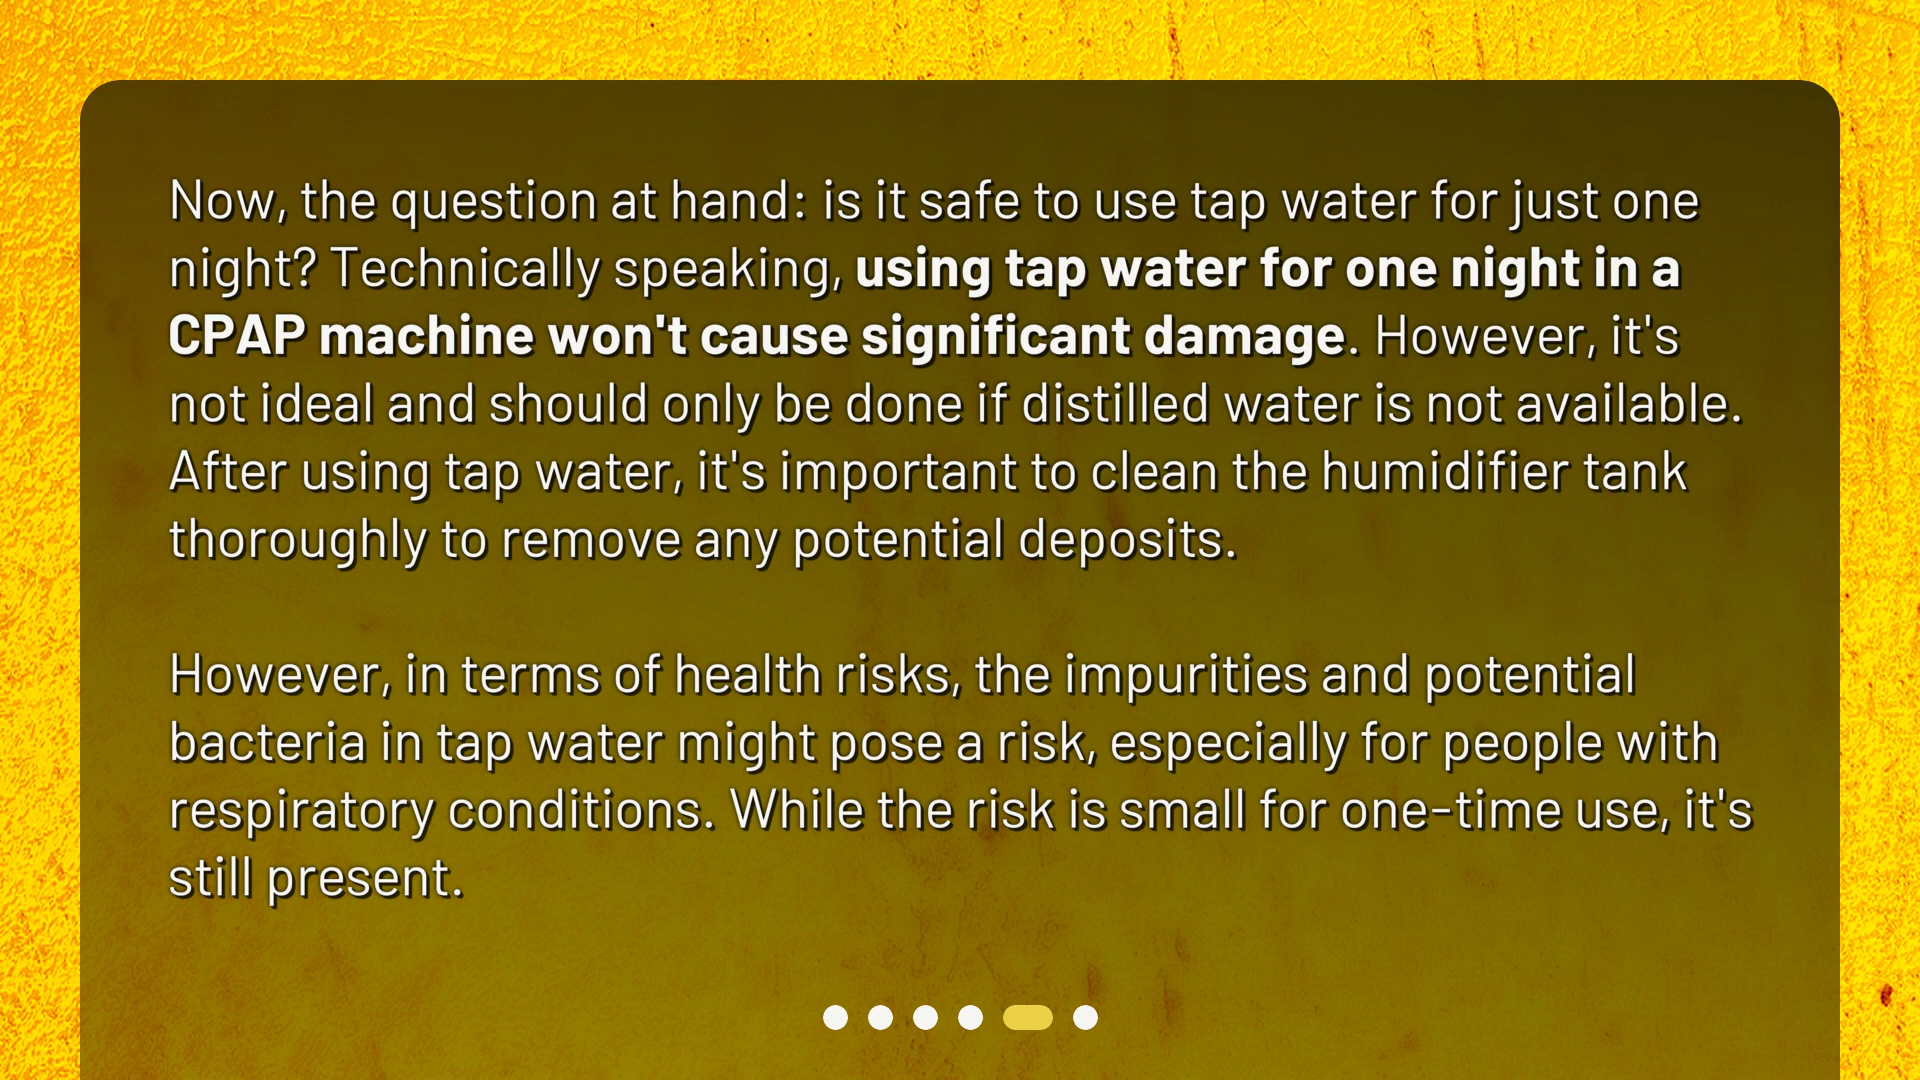 Now, the question at hand: is it safe to use tap water for just one
night? Technically speaking, using tap water for one night in a
CPAP machine won't cause significant damage. However, it's
not ideal and should only be done if distilled water is not available.
After using tap water, it's important to clean the humidifier tank
thoroughly to remove any potential deposits.
However, in terms of health risks, the impurities and potential
bacteria in tap water might pose a risk, especially for people with
respiratory conditions. While the risk is small for one-time use, it's
still present.